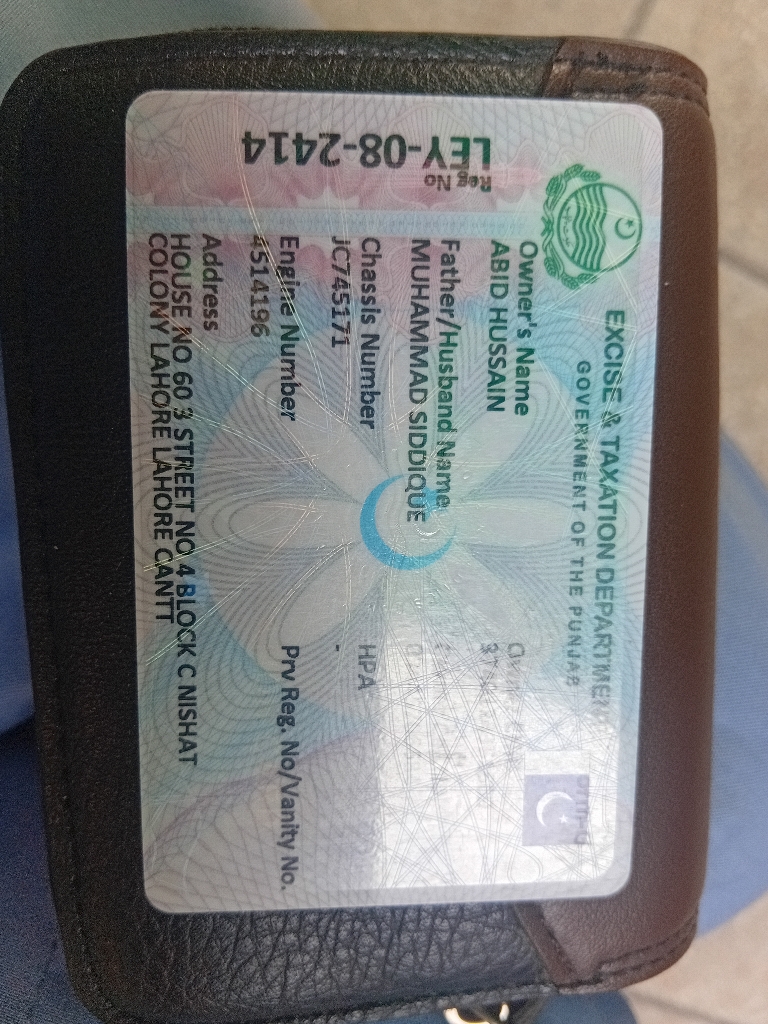 EXCISE & TAXATION DEPARTMENT
GOVERNMENT OF THE PUNJAB
Reg No
LEY-08-2414
Owner's Name
ABID HUSSAIN
Father/Husband Name
MUHAMMAD SIDDIQUE
Chassis Number
JC745171
HPA
-
Engine Number
4514196
Prv Reg. No/Vanity No.
Address
HOUSE NO 60 3 STREET NO 4 BLOCK C NISHAT
COLONY LAHORE LAHORE CANTT